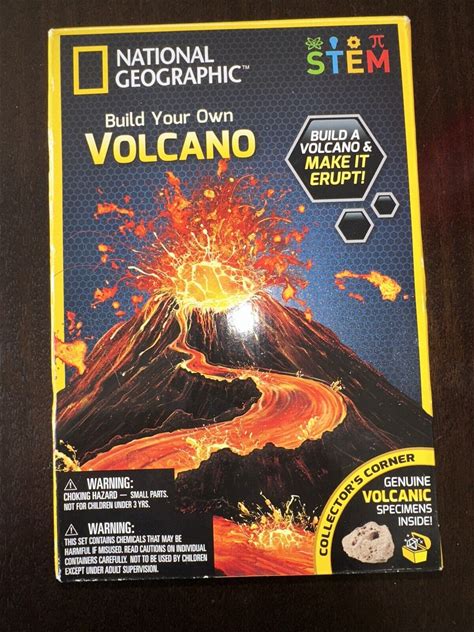 NATIONAL
GEOGRAPHIC™
STEM
π
Build Your Own
VOLCANO
BUILD A
VOLCANO &
MAKE IT
ERUPT!
⚠ WARNING:
CHOKING HAZARD — SMALL PARTS.
NOT FOR CHILDREN UNDER 3 YRS.
⚠ WARNING:
THIS SET CONTAINS CHEMICALS THAT MAY BE
HARMFUL IF MISUSED. READ CAUTIONS ON INDIVIDUAL
CONTAINERS CAREFULLY. NOT TO BE USED BY CHILDREN
EXCEPT UNDER ADULT SUPERVISION.
COLLECTOR'S CORNER
GENUINE
VOLCANIC
SPECIMENS
INSIDE!